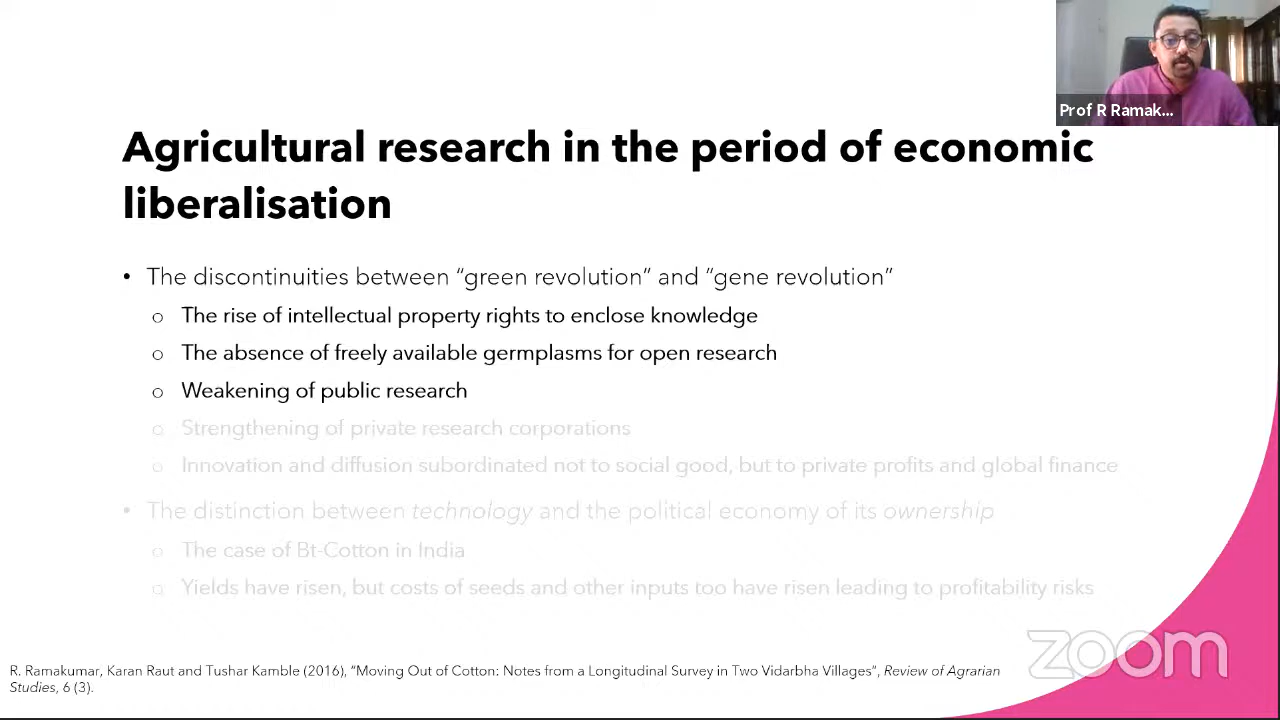 Prof R Ramak...
Agricultural research in the period of economic
liberalisation
• The discontinuities between “green revolution” and “gene revolution”
o The rise of intellectual property rights to enclose knowledge
o The absence of freely available germplasms for open research
o Weakening of public research
o Strengthening of private research corporations
o Innovation and diffusion subordinated not to social good, but to private profits and global finance
• The distinction between technology and the political economy of its ownership
o The case of Bt-Cotton in India
o Yields have risen, but costs of seeds and other inputs too have risen leading to profitability risks
zoom
R. Ramakumar, Karan Raut and Tushar Kamble (2016), “Moving Out of Cotton: Notes from a Longitudinal Survey in Two Vidarbha Villages”, Review of Agrarian
Studies, 6 (3).